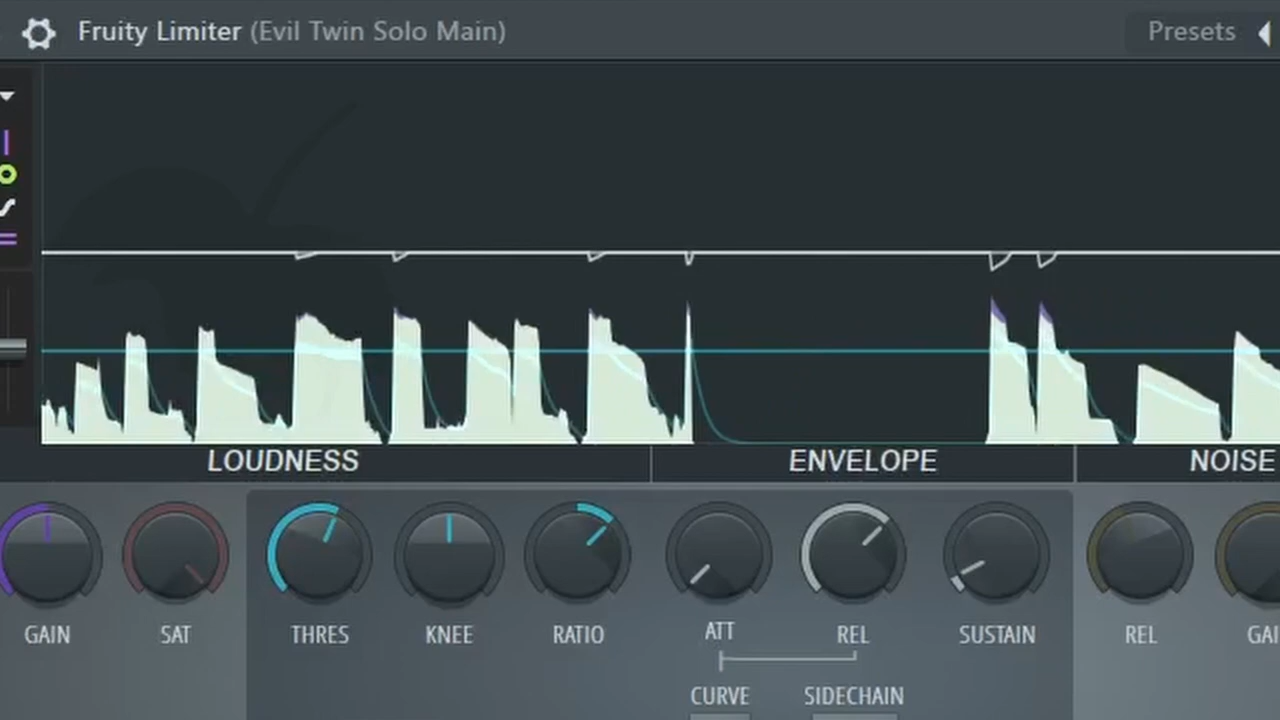 Fruity Limiter (Evil Twin Solo Main)
Presets
LOUDNESS
ENVELOPE
NOISE
GAIN
SAT
THRES
KNEE
RATIO
ATT
REL
SUSTAIN
REL
GAI
CURVE
SIDECHAIN